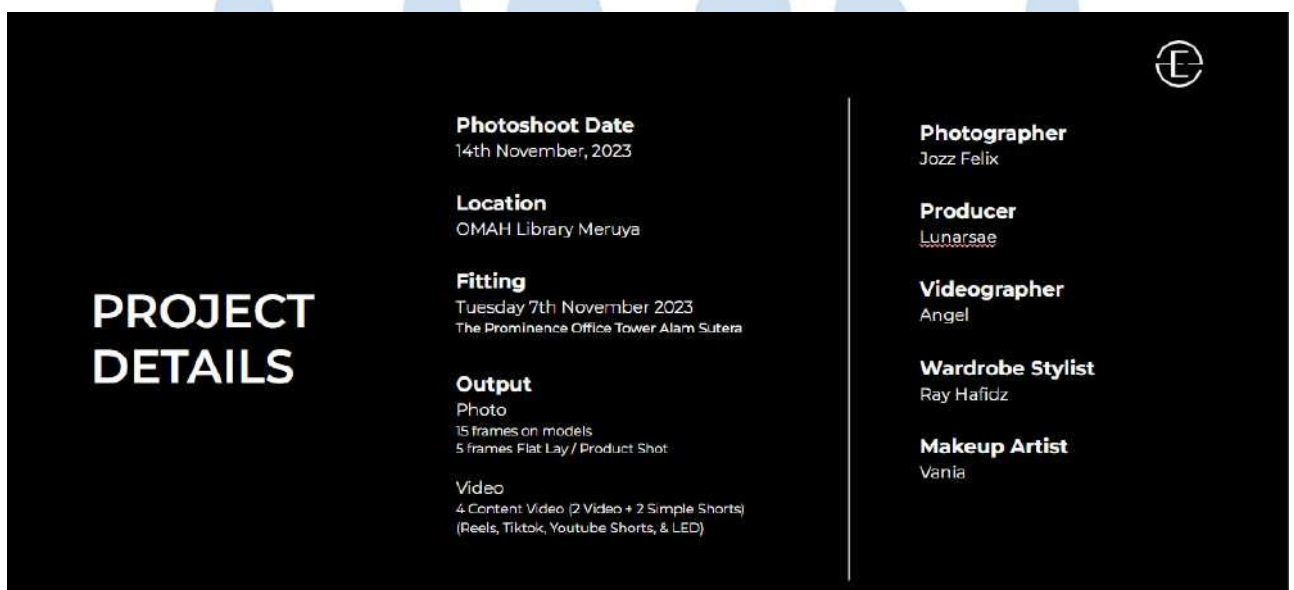 PROJECT
DETAILS
Photoshoot Date
14th November, 2023
Location
OMAH Library Meruya
Fitting
Tuesday 7th November 2023
The Prominence Office Tower Alam Sutera
Output
Photo
15 frames on models
5 frames Flat Lay / Product Shot
Video
4 Content Video (2 Video + 2 Simple Shorts)
(Reels, Tiktok, Youtube Shorts, & LED)
E
Photographer
Jozz Felix
Producer
Lunarsae
Videographer
Angel
Wardrobe Stylist
Ray Hafidz
Makeup Artist
Vania